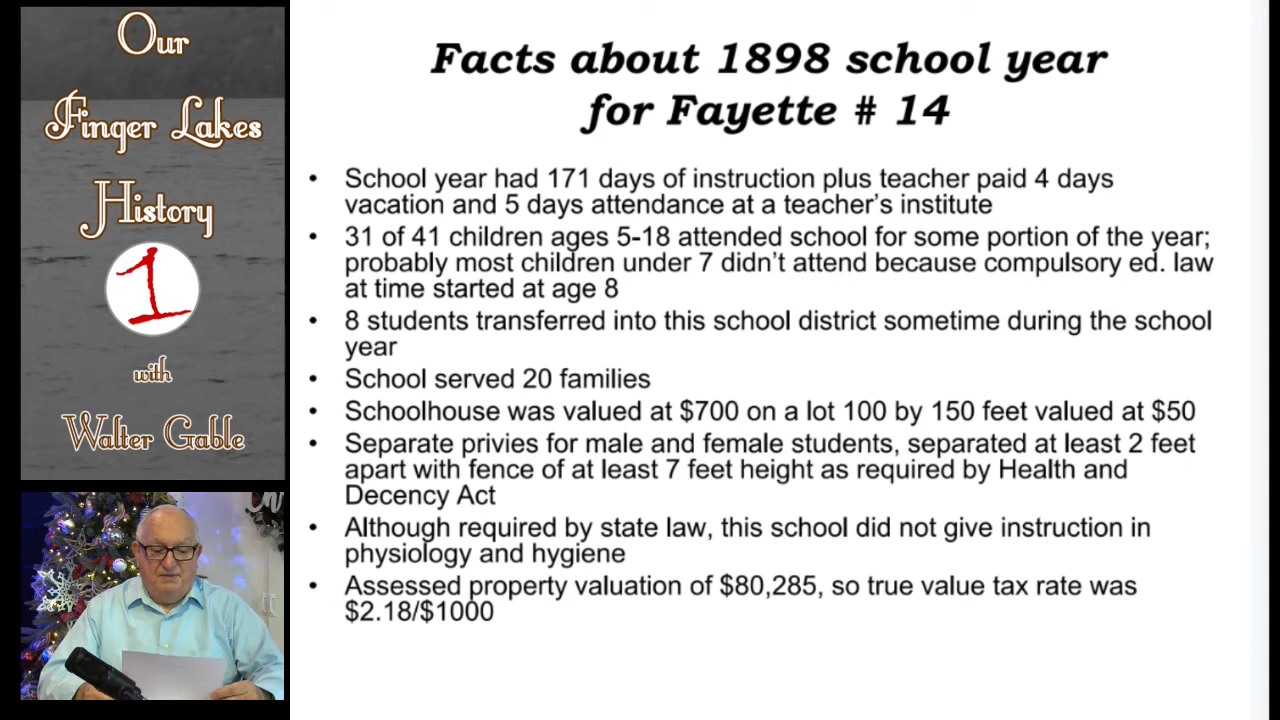 Our
Finger Lakes
History
1
with
Walter Gable
Facts about 1898 school year
for Fayette # 14
• School year had 171 days of instruction plus teacher paid 4 days
vacation and 5 days attendance at a teacher's institute
• 31 of 41 children ages 5-18 attended school for some portion of the year;
probably most children under 7 didn't attend because compulsory ed. law
at time started at age 8
• 8 students transferred into this school district sometime during the school
year
• School served 20 families
• Schoolhouse was valued at $700 on a lot 100 by 150 feet valued at $50
• Separate privies for male and female students, separated at least 2 feet
apart with fence of at least 7 feet height as required by Health and
Decency Act
• Although required by state law, this school did not give instruction in
physiology and hygiene
• Assessed property valuation of $80,285, so true value tax rate was
$2.18/$1000